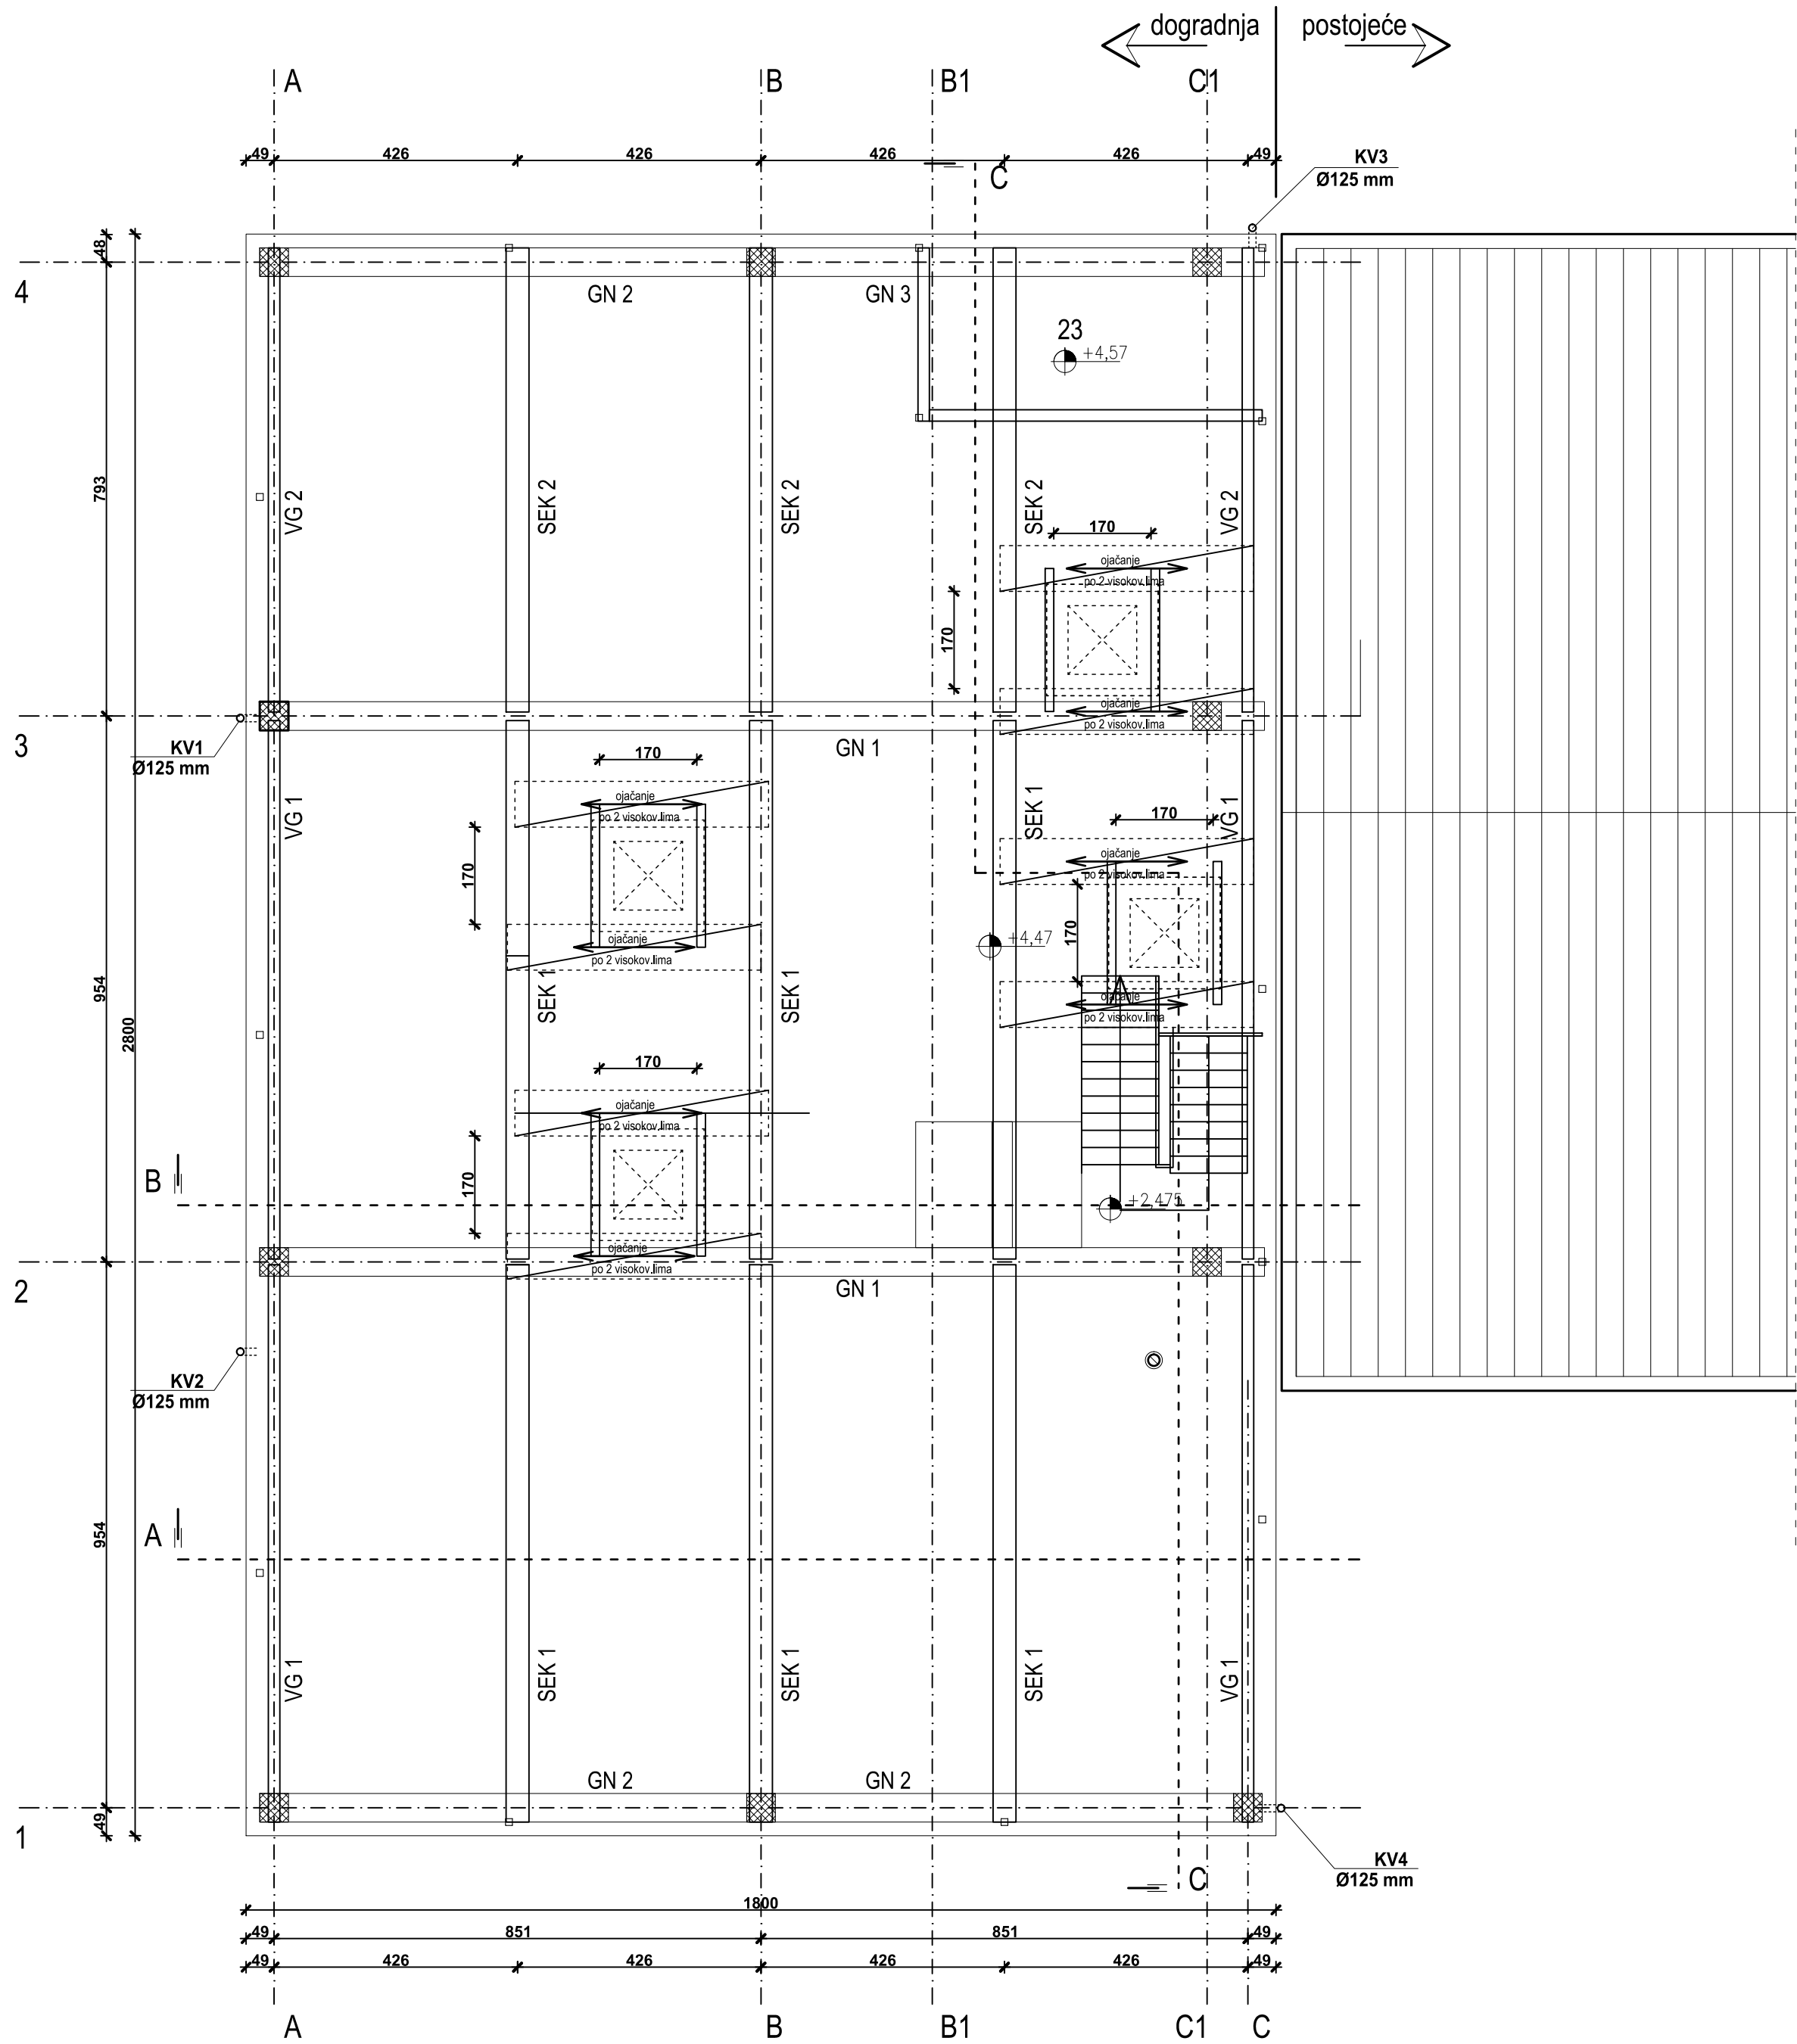 dogradnja postojeće
A B B1 C1
49 426 426 426 426 49
KV3
Ø125 mm
C
48
4
GN 2 GN 3
23
+4,57
793
VG 2 SEK 2 SEK 2 SEK 2 VG 2
170
ojačanje
po 2 visokov.lima
170
ojačanje
po 2 visokov.lima
3
KV1
Ø125 mm
GN 1
170
ojačanje
po 2 visokov.lima
VG 1 SEK 1 VG 1
170
170
ojačanje
po 2 visokov.lima
170
+4,47
ojačanje
po 2 visokov.lima
954
2800
SEK 1 SEK 1
ojačanje
po 2 visokov.lima
170
ojačanje
po 2 visokov.lima
170
B
+2,475
ojačanje
po 2 visokov.lima
2
GN 1
KV2
Ø125 mm
954
A
VG 1 SEK 1 SEK 1 SEK 1 VG 1
GN 2 GN 2
49
1
KV4
Ø125 mm
C
1800
49 851 851 49
49 426 426 426 426 49
A B B1 C1 C